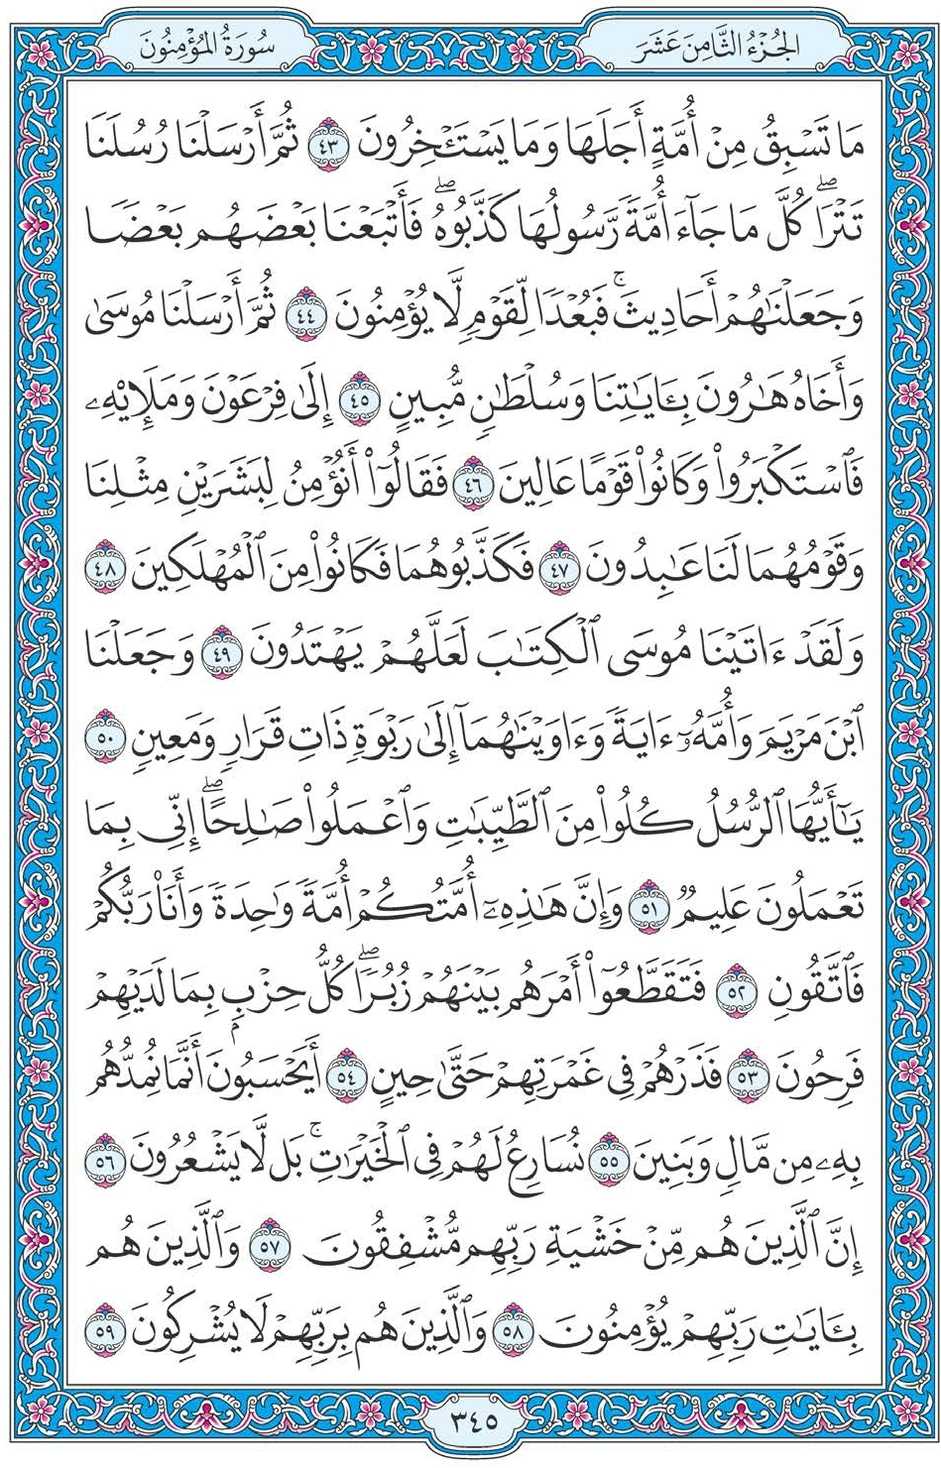 الجُزْءُ الثَّامِنَ عَشَرَ
سُورَةُ المُؤْمِنُونَ
مَا تَسْبِقُ مِنْ أُمَّةٍ أَجَلَهَا وَمَا يَسْتَـْٔخِرُونَ ٤٣ ثُمَّ أَرْسَلْنَا رُسُلَنَا
تَتْرَاۖ كُلَّ مَا جَآءَ أُمَّةً رَّسُولُهَا كَذَّبُوهُۖ فَأَتْبَعْنَا بَعْضَهُم بَعْضًا
وَجَعَلْنَٰهُمْ أَحَادِيثَۚ فَبُعْدًا لِّقَوْمٍ لَّا يُؤْمِنُونَ ٤٤ ثُمَّ أَرْسَلْنَا مُوسَىٰ
وَأَخَاهُ هَٰرُونَ بِـَٔايَٰتِنَا وَسُلْطَٰنٍ مُّبِينٍ ٤٥ إِلَىٰ فِرْعَوْنَ وَمَلَإِيْهِۦ
فَٱسْتَكْبَرُوا۟ وَكَانُوا۟ قَوْمًا عَالِينَ ٤٦ فَقَالُوٓا۟ أَنُؤْمِنُ لِبَشَرَيْنِ مِثْلِنَا
وَقَوْمُهُمَا لَنَا عَٰبِدُونَ ٤٧ فَكَذَّبُوهُمَا فَكَانُوا۟ مِنَ ٱلْمُهْلَكِينَ ٤٨
وَلَقَدْ ءَاتَيْنَا مُوسَى ٱلْكِتَٰبَ لَعَلَّهُمْ يَهْتَدُونَ ٤٩ وَجَعَلْنَا
ٱبْنَ مَرْيَمَ وَأُمَّهُۥٓ ءَايَةً وَءَاوَيْنَٰهُمَآ إِلَىٰ رَبْوَةٍ ذَاتِ قَرَارٍ وَمَعِينٍ ٥٠
يَٰٓأَيُّهَا ٱلرُّسُلُ كُلُوا۟ مِنَ ٱلطَّيِّبَٰتِ وَٱعْمَلُوا۟ صَٰلِحًاۖ إِنِّى بِمَا
تَعْمَلُونَ عَلِيمٌ ٥١ وَإِنَّ هَٰذِهِۦٓ أُمَّتُكُمْ أُمَّةً وَٰحِدَةً وَأَنَا۠ رَبُّكُمْ
فَٱتَّقُونِ ٥٢ فَتَقَطَّعُوٓا۟ أَمْرَهُم بَيْنَهُمْ زُبُرًاۖ كُلُّ حِزْبٍۭ بِمَا لَدَيْهِمْ
فَرِحُونَ ٥٣ فَذَرْهُمْ فِى غَمْرَتِهِمْ حَتَّىٰ حِينٍ ٥٤ أَيَحْسَبُونَ أَنَّمَا نُمِدُّهُم
بِهِۦ مِن مَّالٍ وَبَنِينَ ٥٥ نُسَارِعُ لَهُمْ فِى ٱلْخَيْرَٰتِۚ بَل لَّا يَشْعُرُونَ ٥٦
إِنَّ ٱلَّذِينَ هُم مِّنْ خَشْيَةِ رَبِّهِم مُّشْفِقُونَ ٥٧ وَٱلَّذِينَ هُم
بِـَٔايَٰتِ رَبِّهِمْ يُؤْمِنُونَ ٥٨ وَٱلَّذِينَ هُم بِرَبِّهِمْ لَا يُشْرِكُونَ ٥٩
٣٤٥